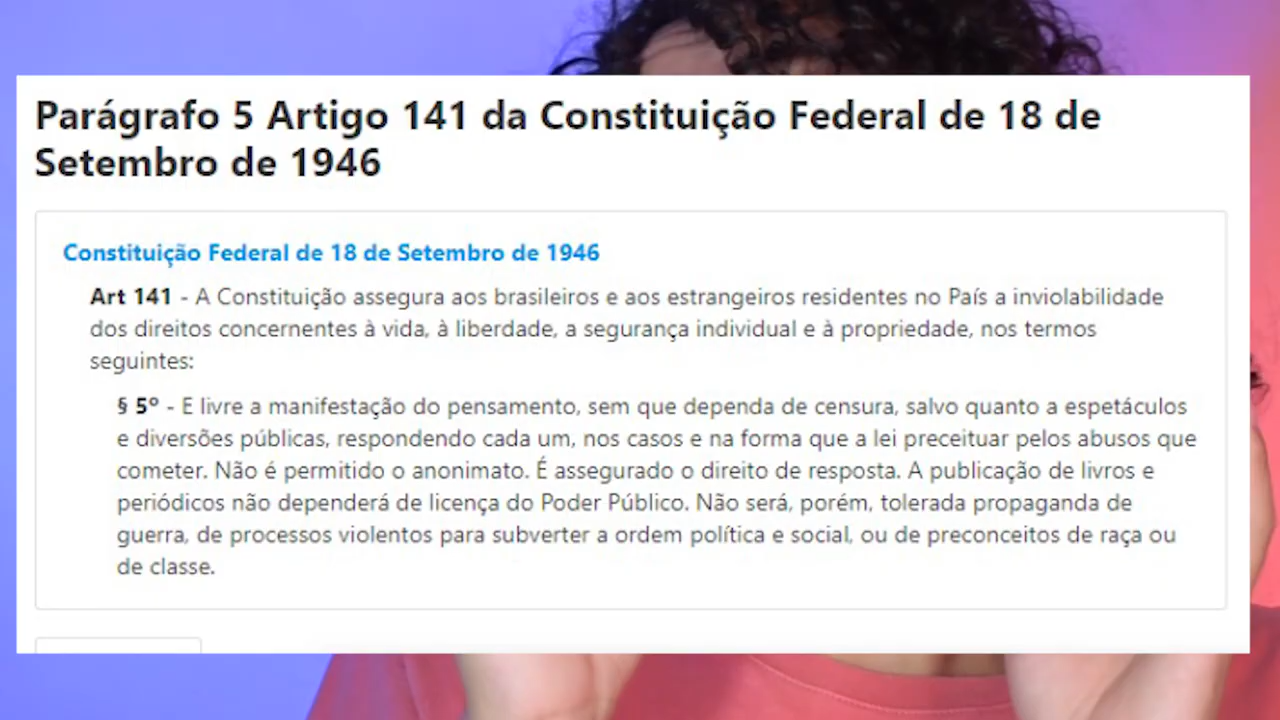 Parágrafo 5 Artigo 141 da Constituição Federal de 18 de
Setembro de 1946
Constituição Federal de 18 de Setembro de 1946
Art 141 - A Constituição assegura aos brasileiros e aos estrangeiros residentes no País a inviolabilidade
dos direitos concernentes à vida, à liberdade, a segurança individual e à propriedade, nos termos
seguintes:
§ 5º - E livre a manifestação do pensamento, sem que dependa de censura, salvo quanto a espetáculos
e diversões públicas, respondendo cada um, nos casos e na forma que a lei preceituar pelos abusos que
cometer. Não é permitido o anonimato. É assegurado o direito de resposta. A publicação de livros e
periódicos não dependerá de licença do Poder Público. Não será, porém, tolerada propaganda de
guerra, de processos violentos para subverter a ordem política e social, ou de preconceitos de raça ou
de classe.